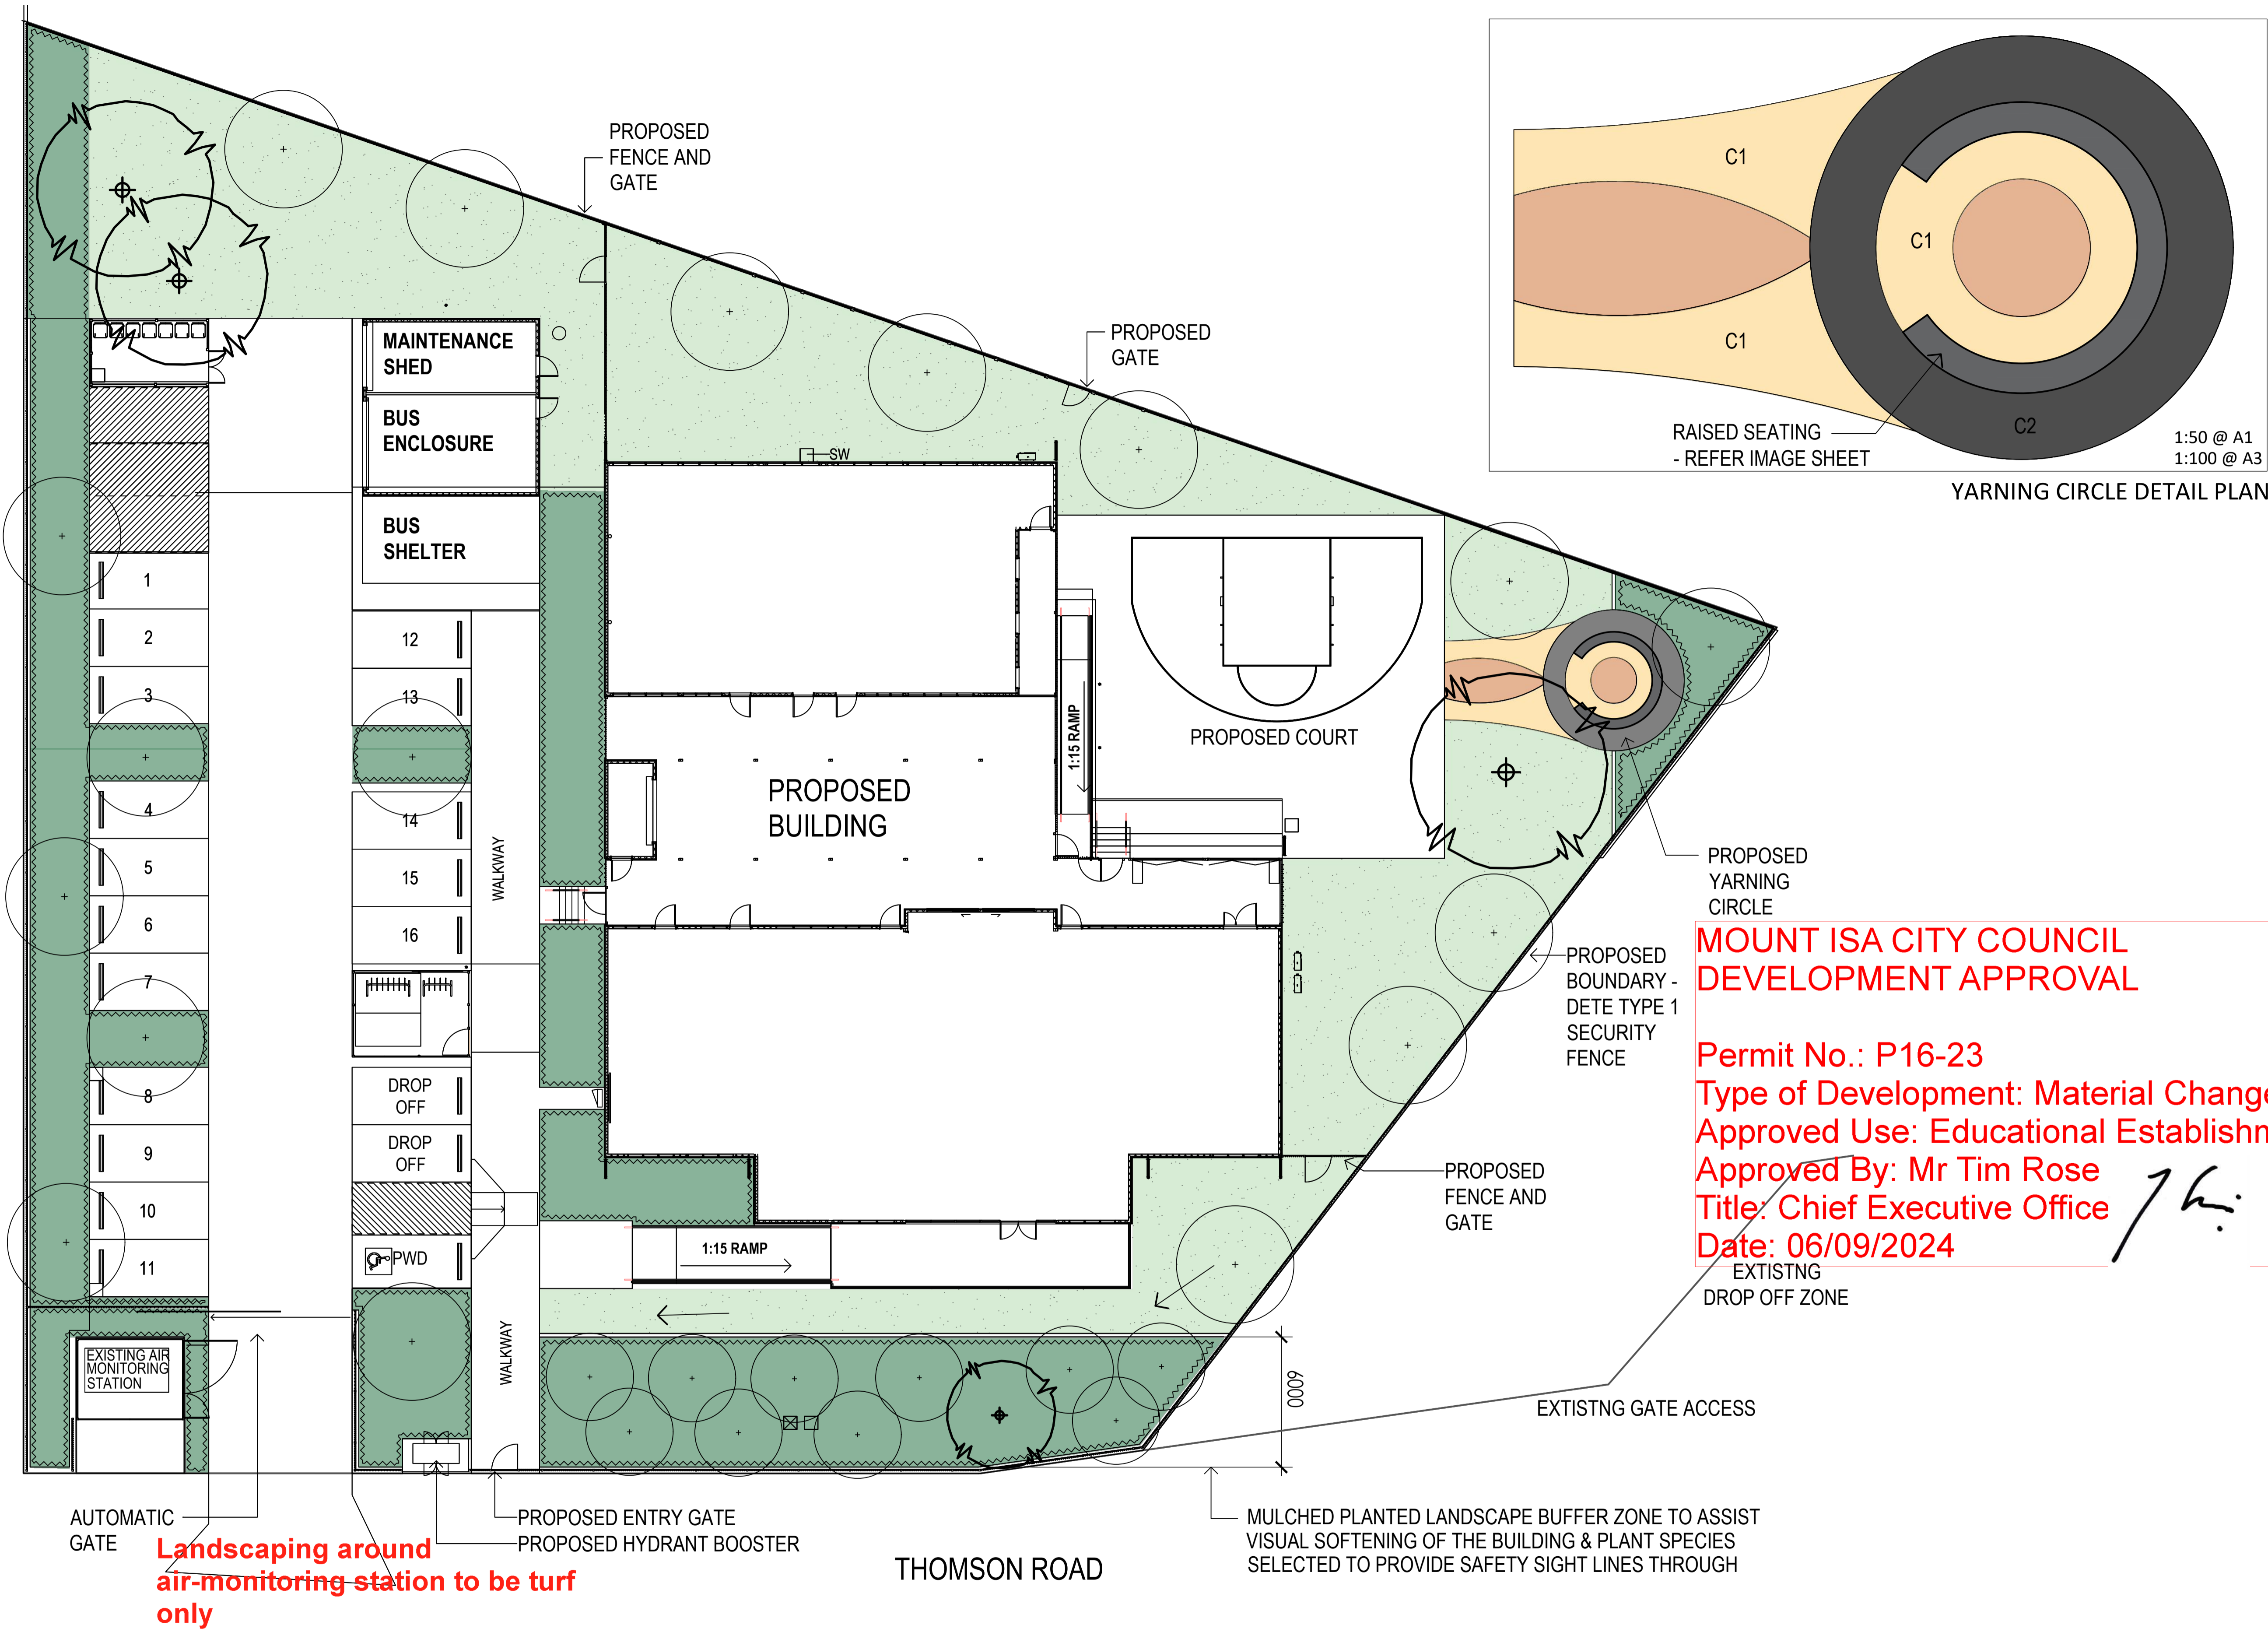 PROPOSED
FENCE AND
GATE
C1
C1
C1
C2
RAISED SEATING
- REFER IMAGE SHEET
1:50 @ A1
1:100 @ A3
YARNING CIRCLE DETAIL PLAN
PROPOSED
GATE
MAINTENANCE
SHED
BUS
ENCLOSURE
BUS
SHELTER
SW
1
2
3
4
5
6
7
8
9
10
11
12
13
14
15
16
DROP
OFF
DROP
OFF
PWD
WALKWAY
WALKWAY
PROPOSED
BUILDING
1:15 RAMP
PROPOSED COURT
1:15 RAMP
PROPOSED
YARNING
CIRCLE
PROPOSED
BOUNDARY -
DETE TYPE 1
SECURITY
FENCE
MOUNT ISA CITY COUNCIL
DEVELOPMENT APPROVAL
Permit No.: P16-23
Type of Development: Material Change
Approved Use: Educational Establishm
Approved By: Mr Tim Rose
Title: Chief Executive Office
Date: 06/09/2024
PROPOSED
FENCE AND
GATE
EXTISTNG
DROP OFF ZONE
EXTISTNG GATE ACCESS
6000
EXISTING AIR
MONITORING
STATION
AUTOMATIC
GATE
Landscaping around
air-monitoring station to be turf
only
PROPOSED ENTRY GATE
PROPOSED HYDRANT BOOSTER
THOMSON ROAD
MULCHED PLANTED LANDSCAPE BUFFER ZONE TO ASSIST
VISUAL SOFTENING OF THE BUILDING & PLANT SPECIES
SELECTED TO PROVIDE SAFETY SIGHT LINES THROUGH